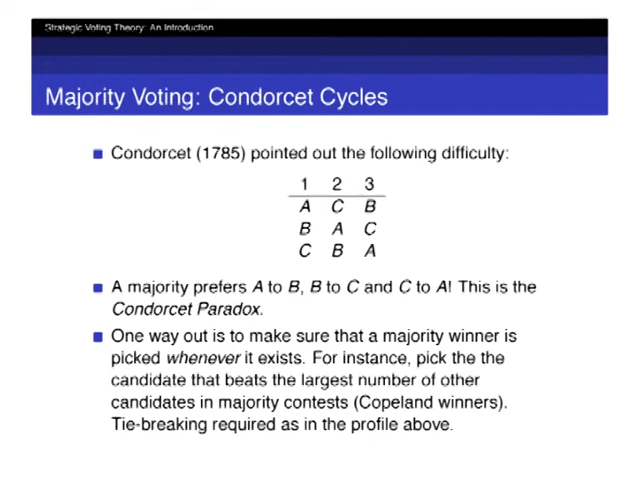 Strategic Voting Theory: An Introduction
Majority Voting: Condorcet Cycles
Condorcet (1785) pointed out the following difficulty:
1 2 3
A C B
B A C
C B A
A majority prefers A to B, B to C and C to A! This is the
Condorcet Paradox.
One way out is to make sure that a majority winner is
picked whenever it exists. For instance, pick the the
candidate that beats the largest number of other
candidates in majority contests (Copeland winners).
Tie-breaking required as in the profile above.